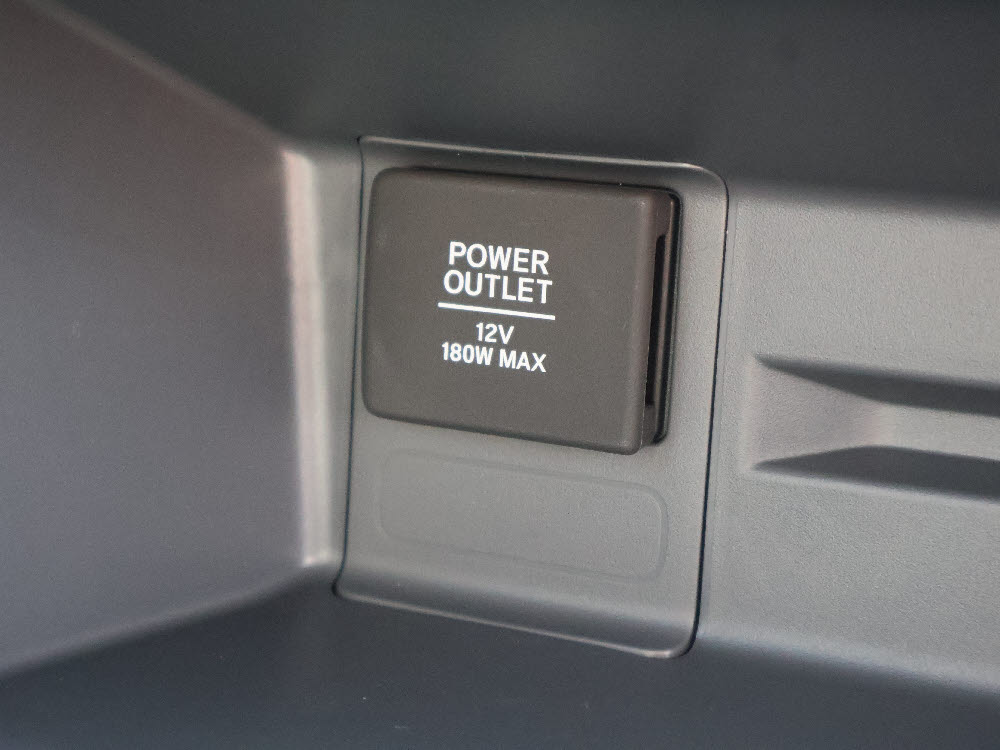 POWER
OUTLET
12V
180W MAX